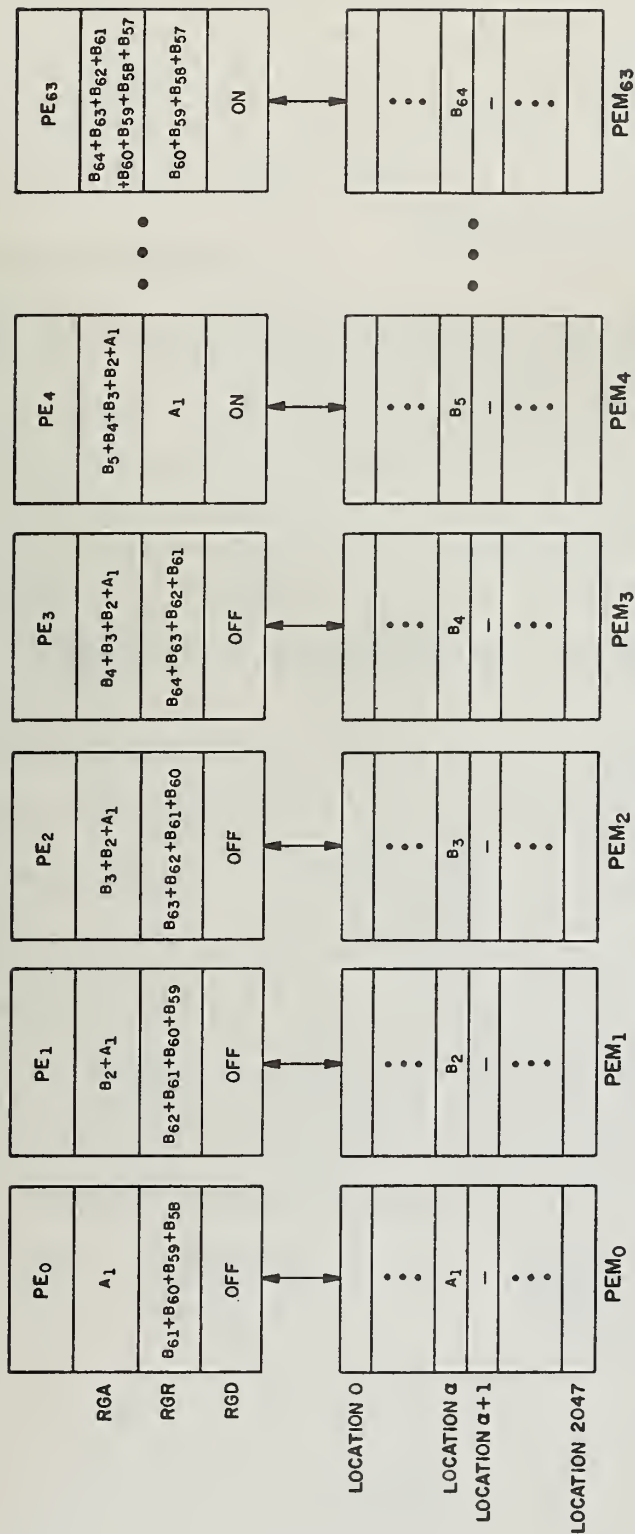 PE0 PE1 PE2 PE3 PE4 PE63
RGA A1 B2+A1 B3+B2+A1 B4+B3+B2+A1 B5+B4+B3+B2+A1 B64+B63+B62+B61
+B60+B59+B58+B57
RGR B61+B60+B59+B58 B62+B61+B60+B59 B63+B62+B61+B60 B64+B63+B62+B61 A1 B60+B59+B58+B57
RGD OFF OFF OFF OFF ON ON
LOCATION 0
LOCATION α A1 B2 B3 B4 B5 B64
LOCATION α+1 – – – – – –
LOCATION 2047
PEM0 PEM1 PEM2 PEM3 PEM4 PEM63